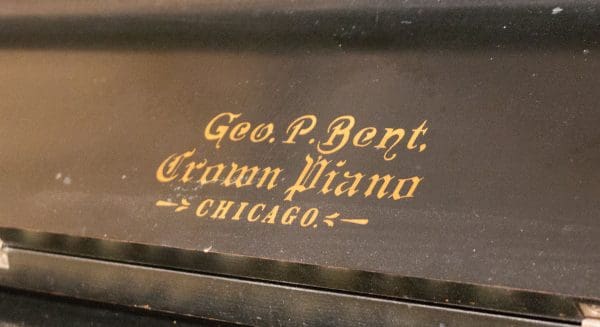 Geo. P. Bent.
Crown Piano
CHICAGO.